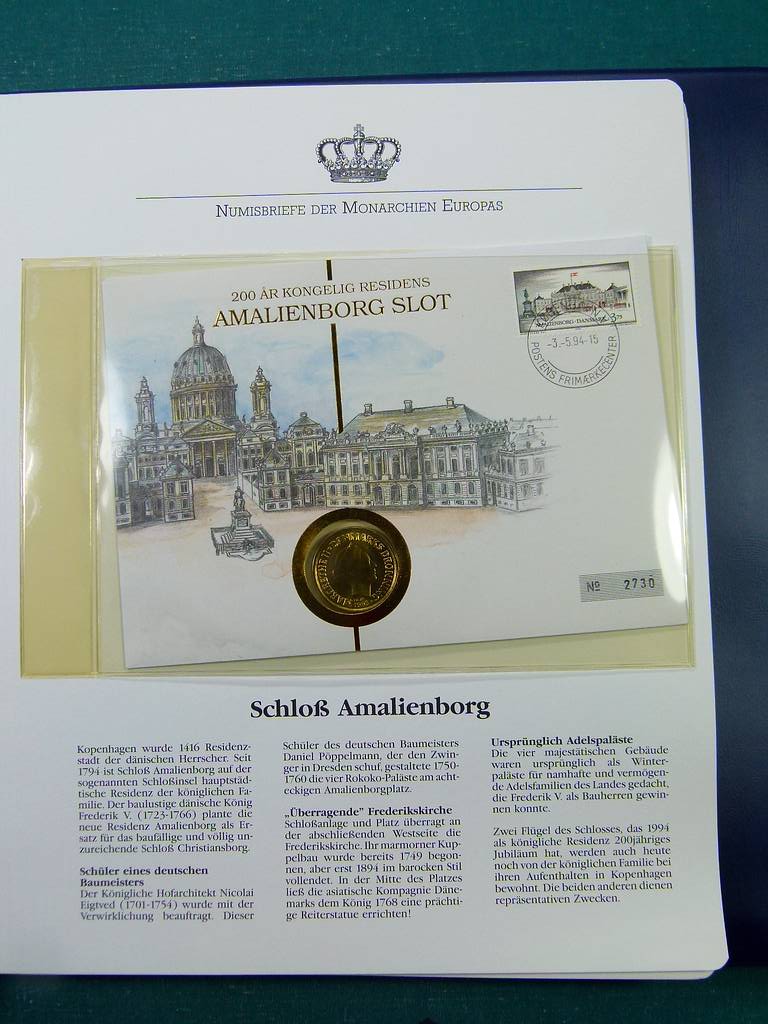 NUMISBRIEFE DER MONARCHIEN EUROPAS
200 ÅR KONGELIG RESIDENS
AMALIENBORG SLOT
AMALIENBORG · DANMARK 3.75
-3.-5.94-15
POSTENS FRIMÆRKECENTER
MARGRETHE II · DANMARKS DRONNING
№ 2730
Schloß Amalienborg
Kopenhagen wurde 1416 Residenz-
stadt der dänischen Herrscher. Seit
1794 ist Schloß Amalienborg auf der
sogenannten Schloßinsel hauptstäd-
tische Residenz der königlichen Fa-
milie. Der baulustige dänische König
Frederik V. (1723-1766) plante die
neue Residenz Amalienborg als Er-
satz für das baufällige und völlig un-
zureichende Schloß Christiansborg.
Schüler eines deutschen
Baumeisters
Der Königliche Hofarchitekt Nicolai
Eigtved (1701-1754) wurde mit der
Verwirklichung beauftragt. Dieser
Schüler des deutschen Baumeisters
Daniel Pöppelmann, der den Zwin-
ger in Dresden schuf, gestaltete 1750-
1760 die vier Rokoko-Paläste am acht-
eckigen Amalienborgplatz.
„Überragende" Frederikskirche
Schloßanlage und Platz überragt an
der abschließenden Westseite die
Frederikskirche. Ihr marmorner Kup-
pelbau wurde bereits 1749 begon-
nen, aber erst 1894 im barocken Stil
vollendet. In der Mitte des Platzes
ließ die asiatische Kompagnie Däne-
marks dem König 1768 eine prächti-
ge Reiterstatue errichten!
Ursprünglich Adelspaläste
Die vier majestätischen Gebäude
waren ursprünglich als Winter-
paläste für namhafte und vermögen-
de Adelsfamilien des Landes gedacht,
die Frederik V. als Bauherren gewin-
nen konnte.
Zwei Flügel des Schlosses, das 1994
als königliche Residenz 200jähriges
Jubiläum hat, werden auch heute
noch von der königlichen Familie bei
ihren Aufenthalten in Kopenhagen
bewohnt. Die beiden anderen dienen
repräsentativen Zwecken.